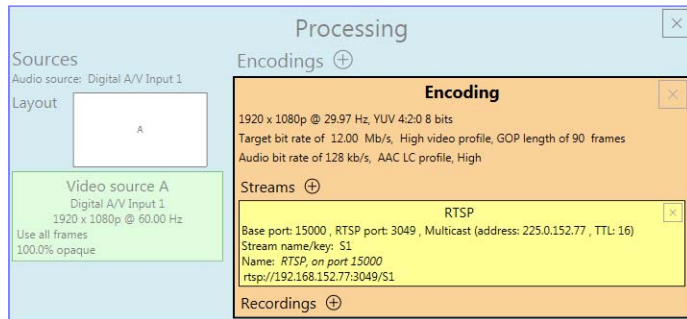 Processing
Sources
Audio source: Digital A/V Input 1
Layout
A
Video source A
Digital A/V Input 1
1920 x 1080p @ 60.00 Hz
Use all frames
100.0% opaque
Encodings
Encoding
1920 x 1080p @ 29.97 Hz, YUV 4:2:0 8 bits
Target bit rate of 12.00 Mb/s, High video profile, GOP length of 90 frames
Audio bit rate of 128 kb/s, AAC LC profile, High
Streams
RTSP
Base port: 15000 , RTSP port: 3049 , Multicast (address: 225.0.152.77 , TTL: 16)
Stream name/key: S1
Name: RTSP, on port 15000
rtsp://192.168.152.77:3049/S1
Recordings